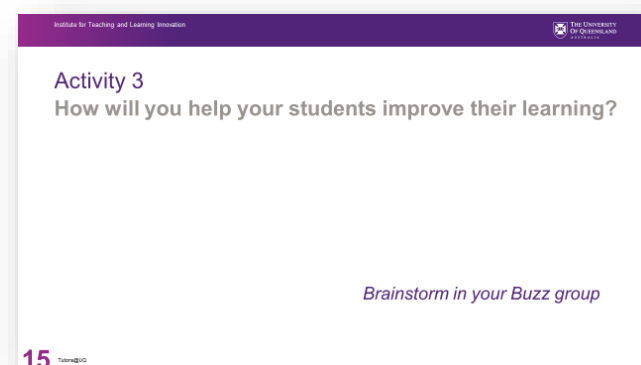 Institute for Teaching and Learning Innovation
THE UNIVERSITY
OF QUEENSLAND
AUSTRALIA
Activity 3
How will you help your students improve their learning?
Brainstorm in your Buzz group
15 Tutors@UQ